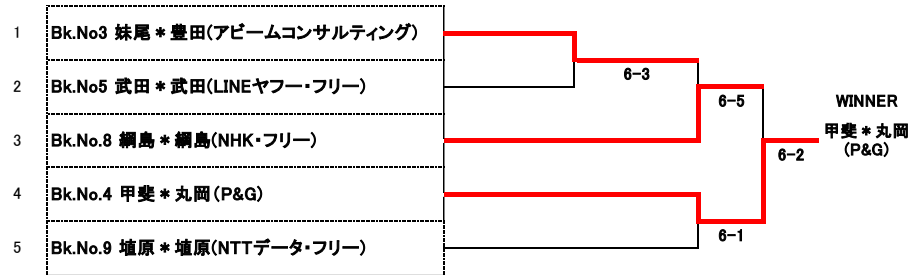 1 Bk.No3 妹尾＊豊田(アビームコンサルティング)
6-3
2 Bk.No5 武田＊武田(LINEヤフー・フリー)
6-5
WINNER
3 Bk.No.8 綱島＊綱島(NHK・フリー)
甲斐＊丸岡
(P&G)
6-2
4 Bk.No.4 甲斐＊丸岡(P&G)
6-1
5 Bk.No.9 埴原＊埴原(NTTデータ・フリー)